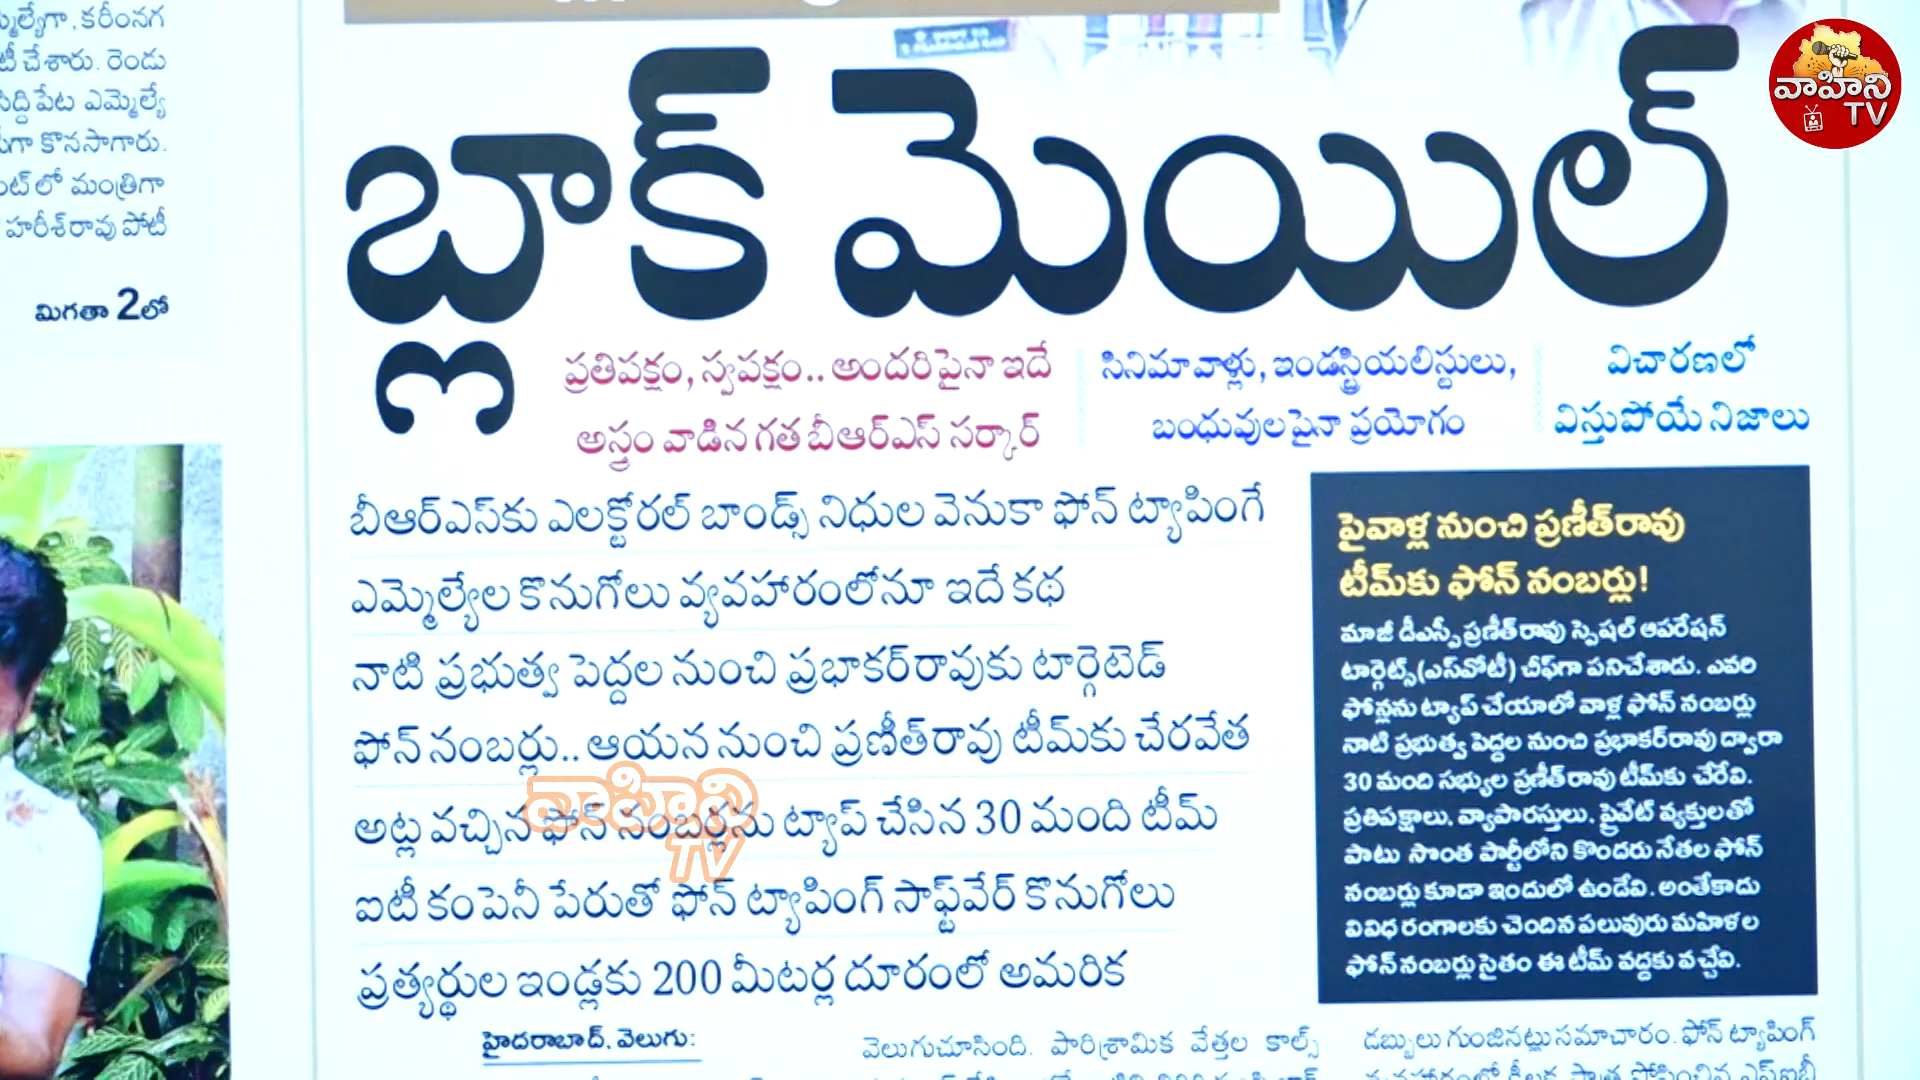 కరీంనగ
చేశారు. రెండు
ఎమ్మెల్యే
కొనసాగారు.
మంత్రిగా
హరీశ్‌రావు పోటీ
మిగతా 2లో
బ్లాక్ మెయిల్
ప్రతిపక్షం, స్వపక్షం.. అందరిపైనా ఇదే
అస్త్రం వాడిన గత బీఆర్ఎస్ సర్కార్
సినిమావాళ్లు, ఇండస్ట్రియలిస్టులు,
బంధువులపైనా ప్రయోగం
విచారణలో
విస్తుపోయే నిజాలు
బీఆర్ఎస్‌కు ఎలక్టోరల్ బాండ్స్ నిధుల వెనుకా ఫోన్ ట్యాపింగే
ఎమ్మెల్యేల కొనుగోలు వ్యవహారంలోనూ ఇదే కథ
నాటి ప్రభుత్వ పెద్దల నుంచి ప్రభాకర్‌రావుకు టార్గెటెడ్
ఫోన్ నంబర్లు.. ఆయన నుంచి ప్రణీత్‌రావు టీమ్‌కు చేరవేత
అట్ల వచ్చిన ఫోన్ నంబర్లను ట్యాప్ చేసిన 30 మంది టీమ్
ఐటీ కంపెనీ పేరుతో ఫోన్ ట్యాపింగ్ సాఫ్ట్‌వేర్ కొనుగోలు
ప్రత్యర్థుల ఇండ్లకు 200 మీటర్ల దూరంలో అమరిక
పైవాళ్ల నుంచి ప్రణీత్‌రావు
టీమ్‌కు ఫోన్ నంబర్లు!
మాజీ డీఎస్పీ ప్రణీత్‌రావు స్పెషల్ ఆపరేషన్
టార్గెట్స్(ఎస్‌వోటీ) చీఫ్‌గా పనిచేశాడు. ఎవరి
ఫోన్లను ట్యాప్ చేయాలో వాళ్ల ఫోన్ నంబర్లు
నాటి ప్రభుత్వ పెద్దల నుంచి ప్రభాకర్‌రావు ద్వారా
30 మంది సభ్యుల ప్రణీత్‌రావు టీమ్‌కు చేరేవి.
ప్రతిపక్షాలు, వ్యాపారస్తులు, ప్రైవేట్ వ్యక్తులతో
పాటు సొంత పార్టీలోని కొందరు నేతల ఫోన్
నంబర్లు కూడా ఇందులో ఉండేవి. అంతేకాదు
వివిధ రంగాలకు చెందిన పలువురు మహిళల
ఫోన్ నంబర్లు సైతం ఈ టీమ్ వద్దకు వచ్చేవి.
హైదరాబాద్, వెలుగు:
వెలుగుచూసింది. పారిశ్రామిక వేత్తల కాల్స్
డబ్బులు గుంజినట్లు సమాచారం. ఫోన్ ట్యాపింగ్
వాహిని
TV
వాహిని
TV